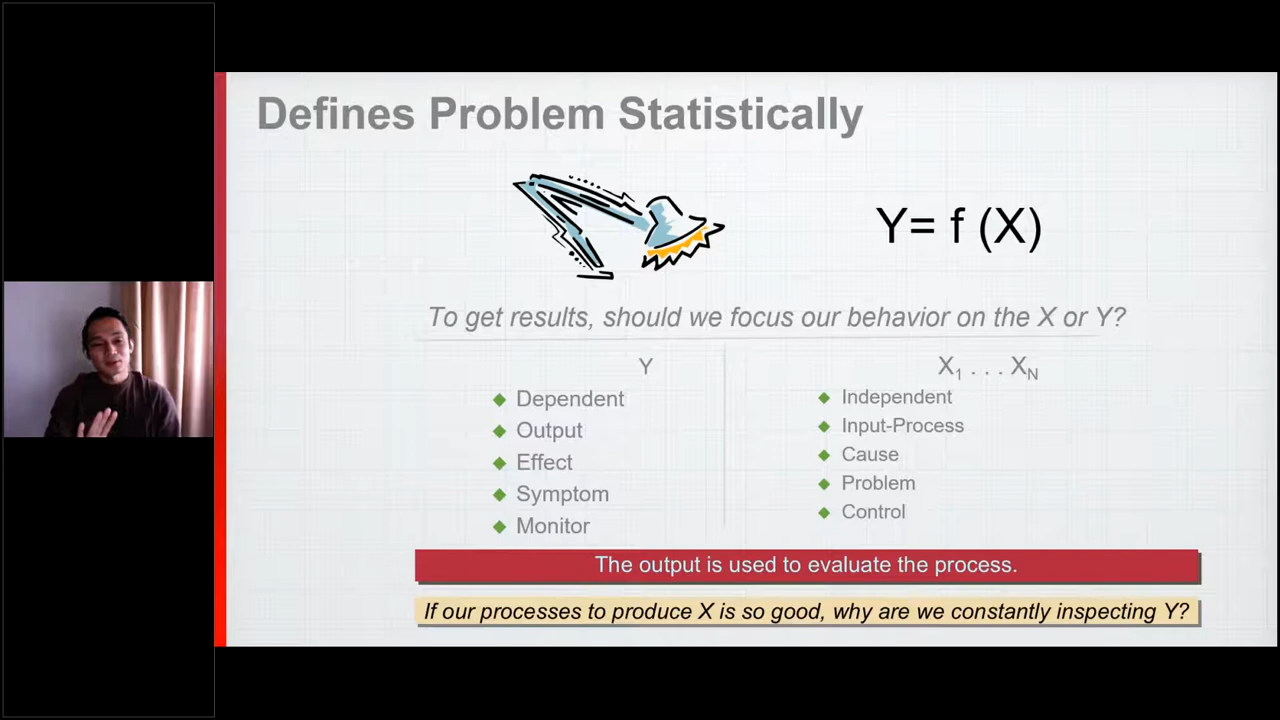 Defines Problem Statistically
Y= f (X)
To get results, should we focus our behavior on the X or Y?
Y
Dependent
Output
Effect
Symptom
Monitor
X1 . . . XN
Independent
Input-Process
Cause
Problem
Control
The output is used to evaluate the process.
If our processes to produce X is so good, why are we constantly inspecting Y?